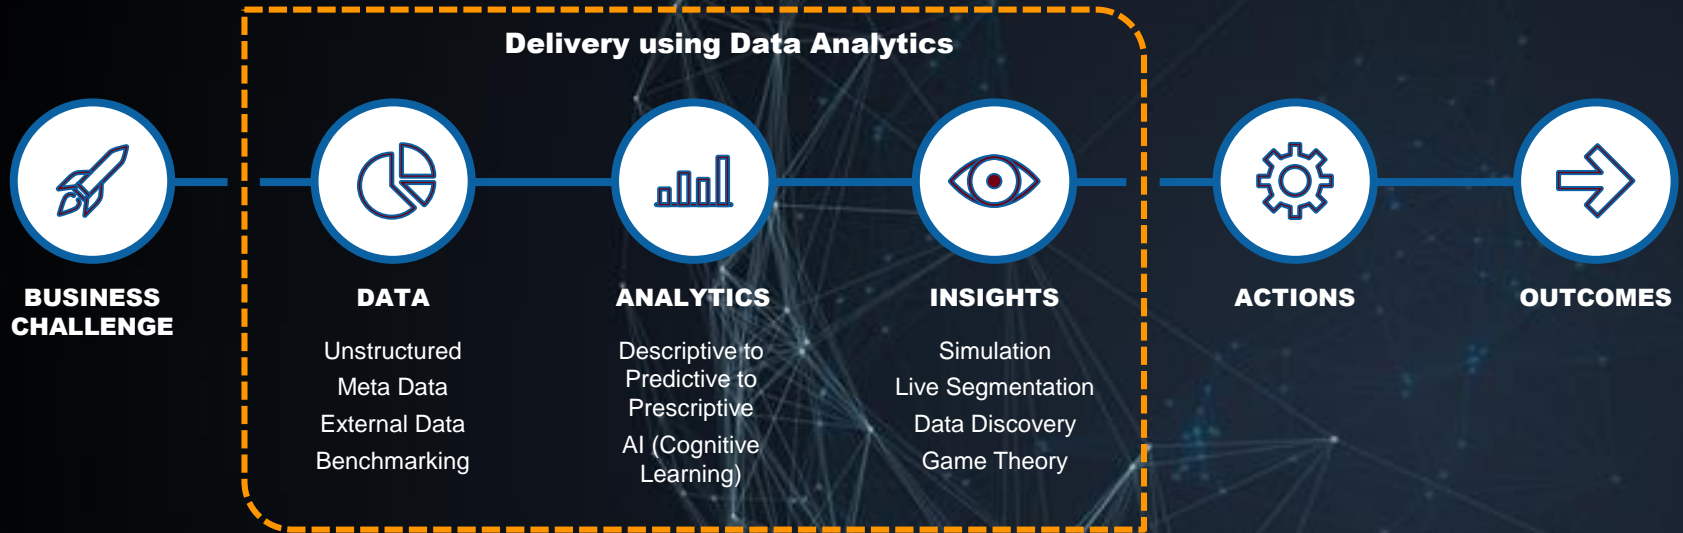 Delivery using Data Analytics
BUSINESS
CHALLENGE
DATA
Unstructured
Meta Data
External Data
Benchmarking
ANALYTICS
Descriptive to
Predictive to
Prescriptive
AI (Cognitive
Learning)
INSIGHTS
Simulation
Live Segmentation
Data Discovery
Game Theory
ACTIONS
OUTCOMES